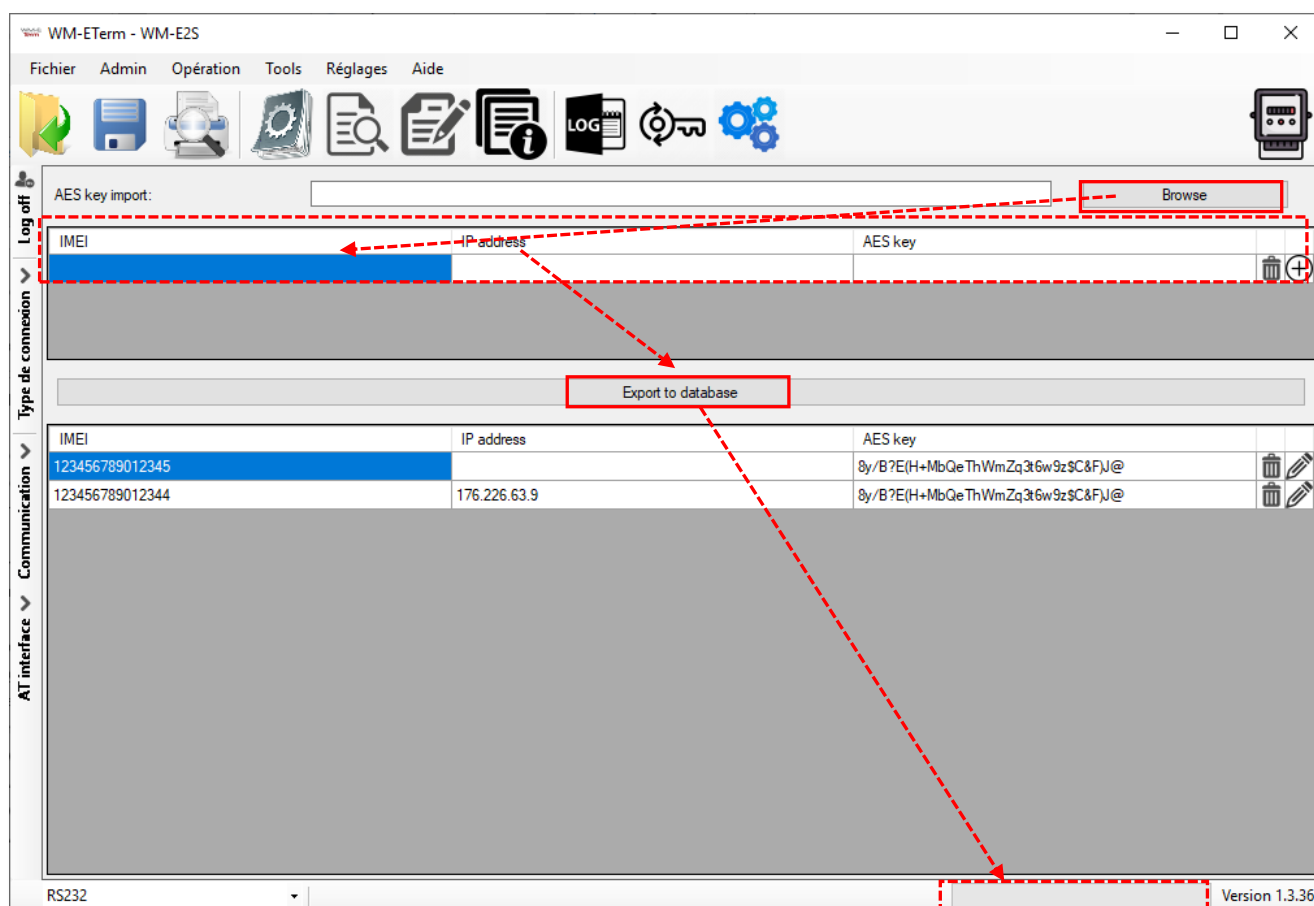 WM-ETerm - WM-E2S
Fichier Admin Opération Tools Réglages Aide
LOG
Log off
Type de connexion
Communication
AT interface
AES key import:
Browse
IMEI IP address AES key
Export to database
IMEI IP address AES key
123456789012345 8y/B?E(H+MbQeThWmZq3t6w9z$C&F)J@
123456789012344 176.226.63.9 8y/B?E(H+MbQeThWmZq3t6w9z$C&F)J@
RS232
Version 1.3.36